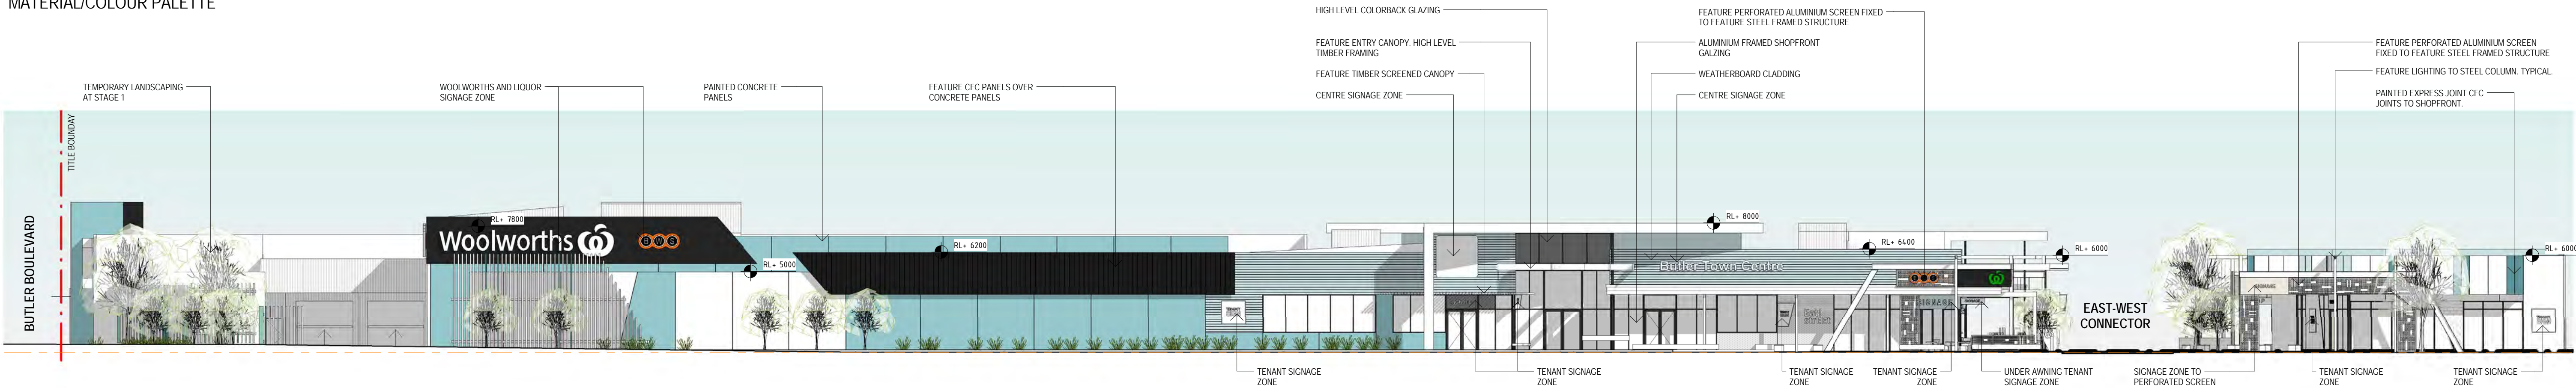 MATERIAL/COLOUR PALETTE
HIGH LEVEL COLORBACK GLAZING
FEATURE PERFORATED ALUMINIUM SCREEN FIXED
TO FEATURE STEEL FRAMED STRUCTURE
FEATURE ENTRY CANOPY. HIGH LEVEL
TIMBER FRAMING
ALUMINIUM FRAMED SHOPFRONT
GALZING
FEATURE PERFORATED ALUMINIUM SCREEN
FIXED TO FEATURE STEEL FRAMED STRUCTURE
FEATURE TIMBER SCREENED CANOPY
WEATHERBOARD CLADDING
FEATURE LIGHTING TO STEEL COLUMN. TYPICAL.
TEMPORARY LANDSCAPING
AT STAGE 1
WOOLWORTHS AND LIQUOR
SIGNAGE ZONE
PAINTED CONCRETE
PANELS
FEATURE CFC PANELS OVER
CONCRETE PANELS
CENTRE SIGNAGE ZONE
CENTRE SIGNAGE ZONE
PAINTED EXPRESS JOINT CFC
JOINTS TO SHOPFRONT.
TITLE BOUNDAY
BUTLER BOULEVARD
RL+ 7800
Woolworths
BWS
RL+ 5000
RL+ 6200
RL+ 8000
RL+ 6400
RL+ 6000
RL+ 6000
Butler Town Centre
SIGNAGE
EAST-WEST
CONNECTOR
TENANT SIGNAGE
ZONE
TENANT SIGNAGE
ZONE
TENANT SIGNAGE
ZONE
TENANT SIGNAGE
ZONE
UNDER AWNING TENANT
SIGNAGE ZONE
SIGNAGE ZONE TO
PERFORATED SCREEN
TENANT SIGNAGE
ZONE
TENANT SIGNAGE
ZONE